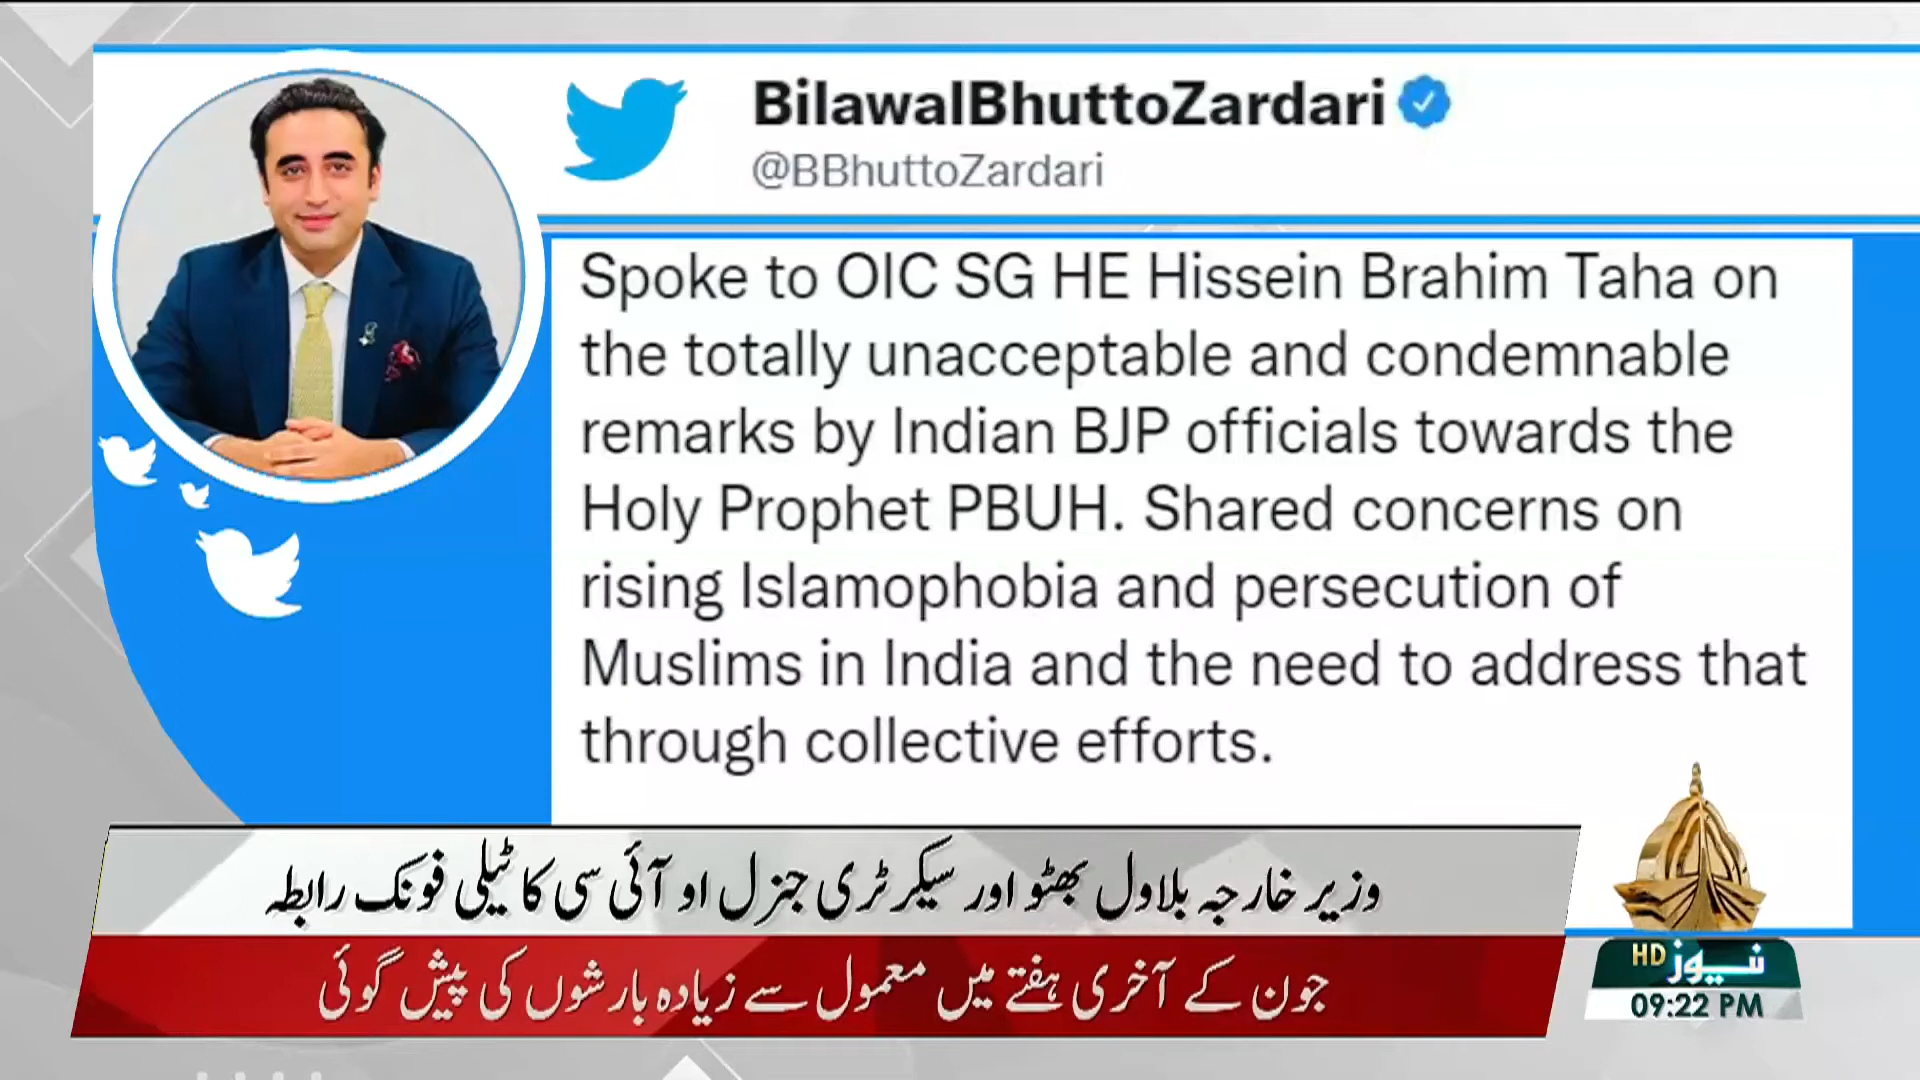 BilawalBhuttoZardari
@BBhuttoZardari
Spoke to OIC SG HE Hissein Brahim Taha on
the totally unacceptable and condemnable
remarks by Indian BJP officials towards the
Holy Prophet PBUH. Shared concerns on
rising Islamophobia and persecution of
Muslims in India and the need to address that
through collective efforts.
وزیر خارجہ بلاول بھٹو اور سیکرٹری جنرل او آئی سی کا ٹیلی فونک رابطہ
جون کے آخری ہفتے میں معمول سے زیادہ بارشوں کی پیش گوئی
نیوز HD
09:22 PM